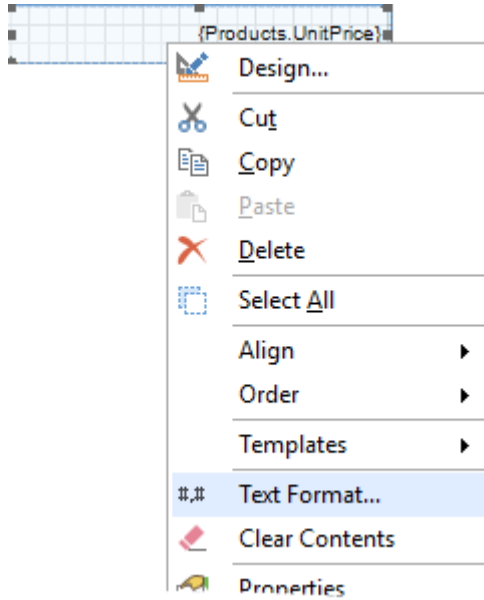 {Products.UnitPrice}
Design...
Cut
Copy
Paste
Delete
Select All
Align
Order
Templates
#,# Text Format...
Clear Contents
Properties